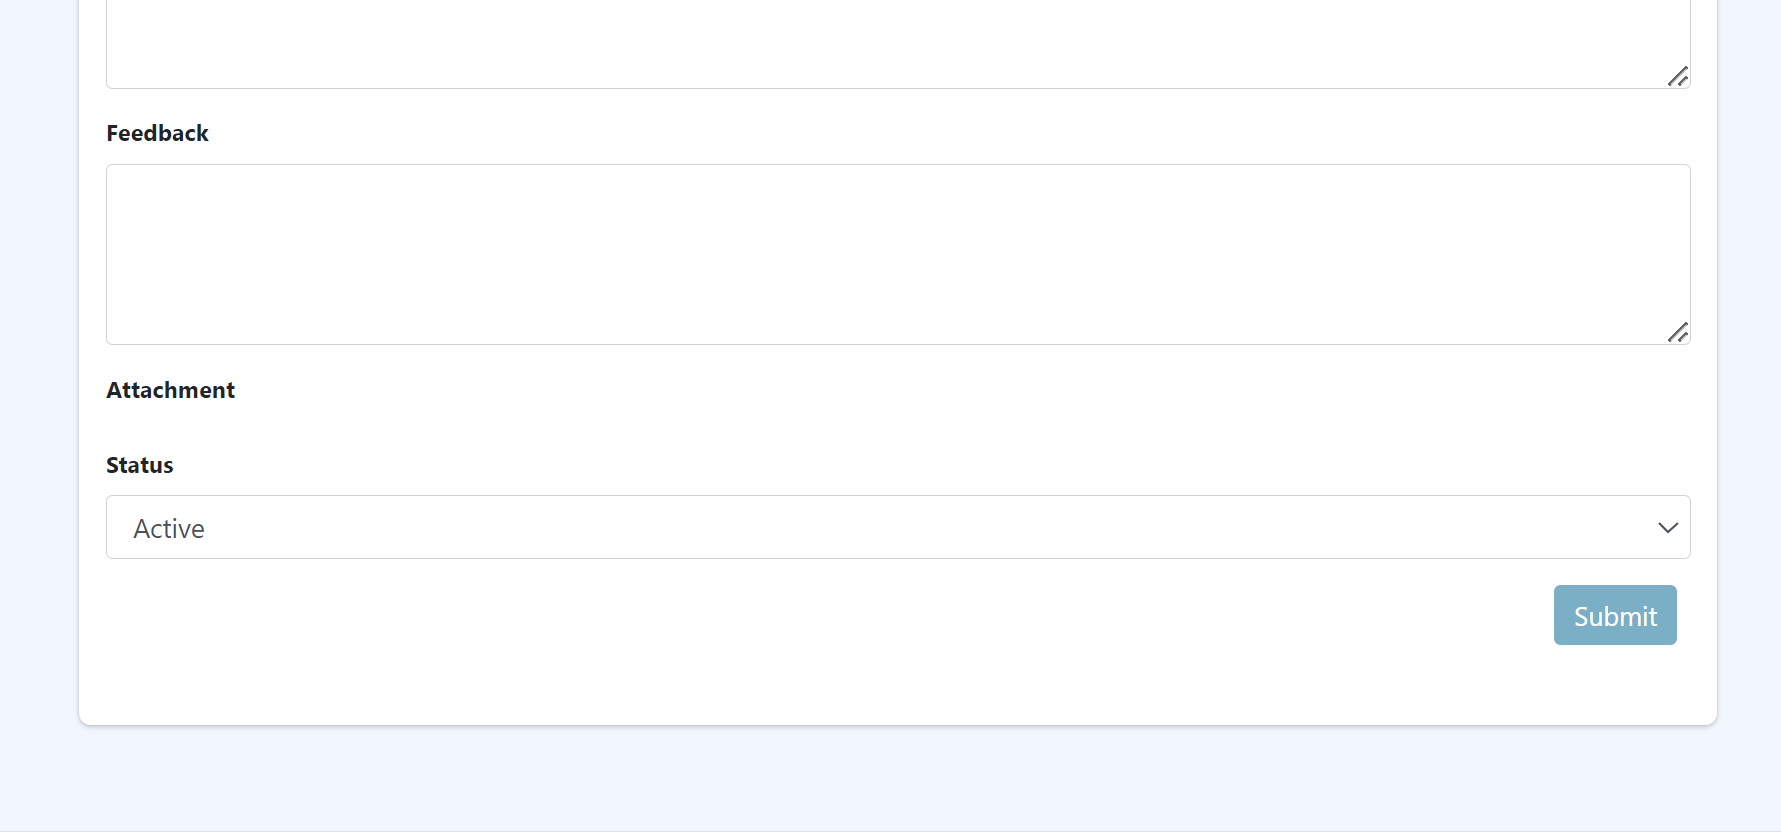 Feedback
Attachment
Status
Active
Submit